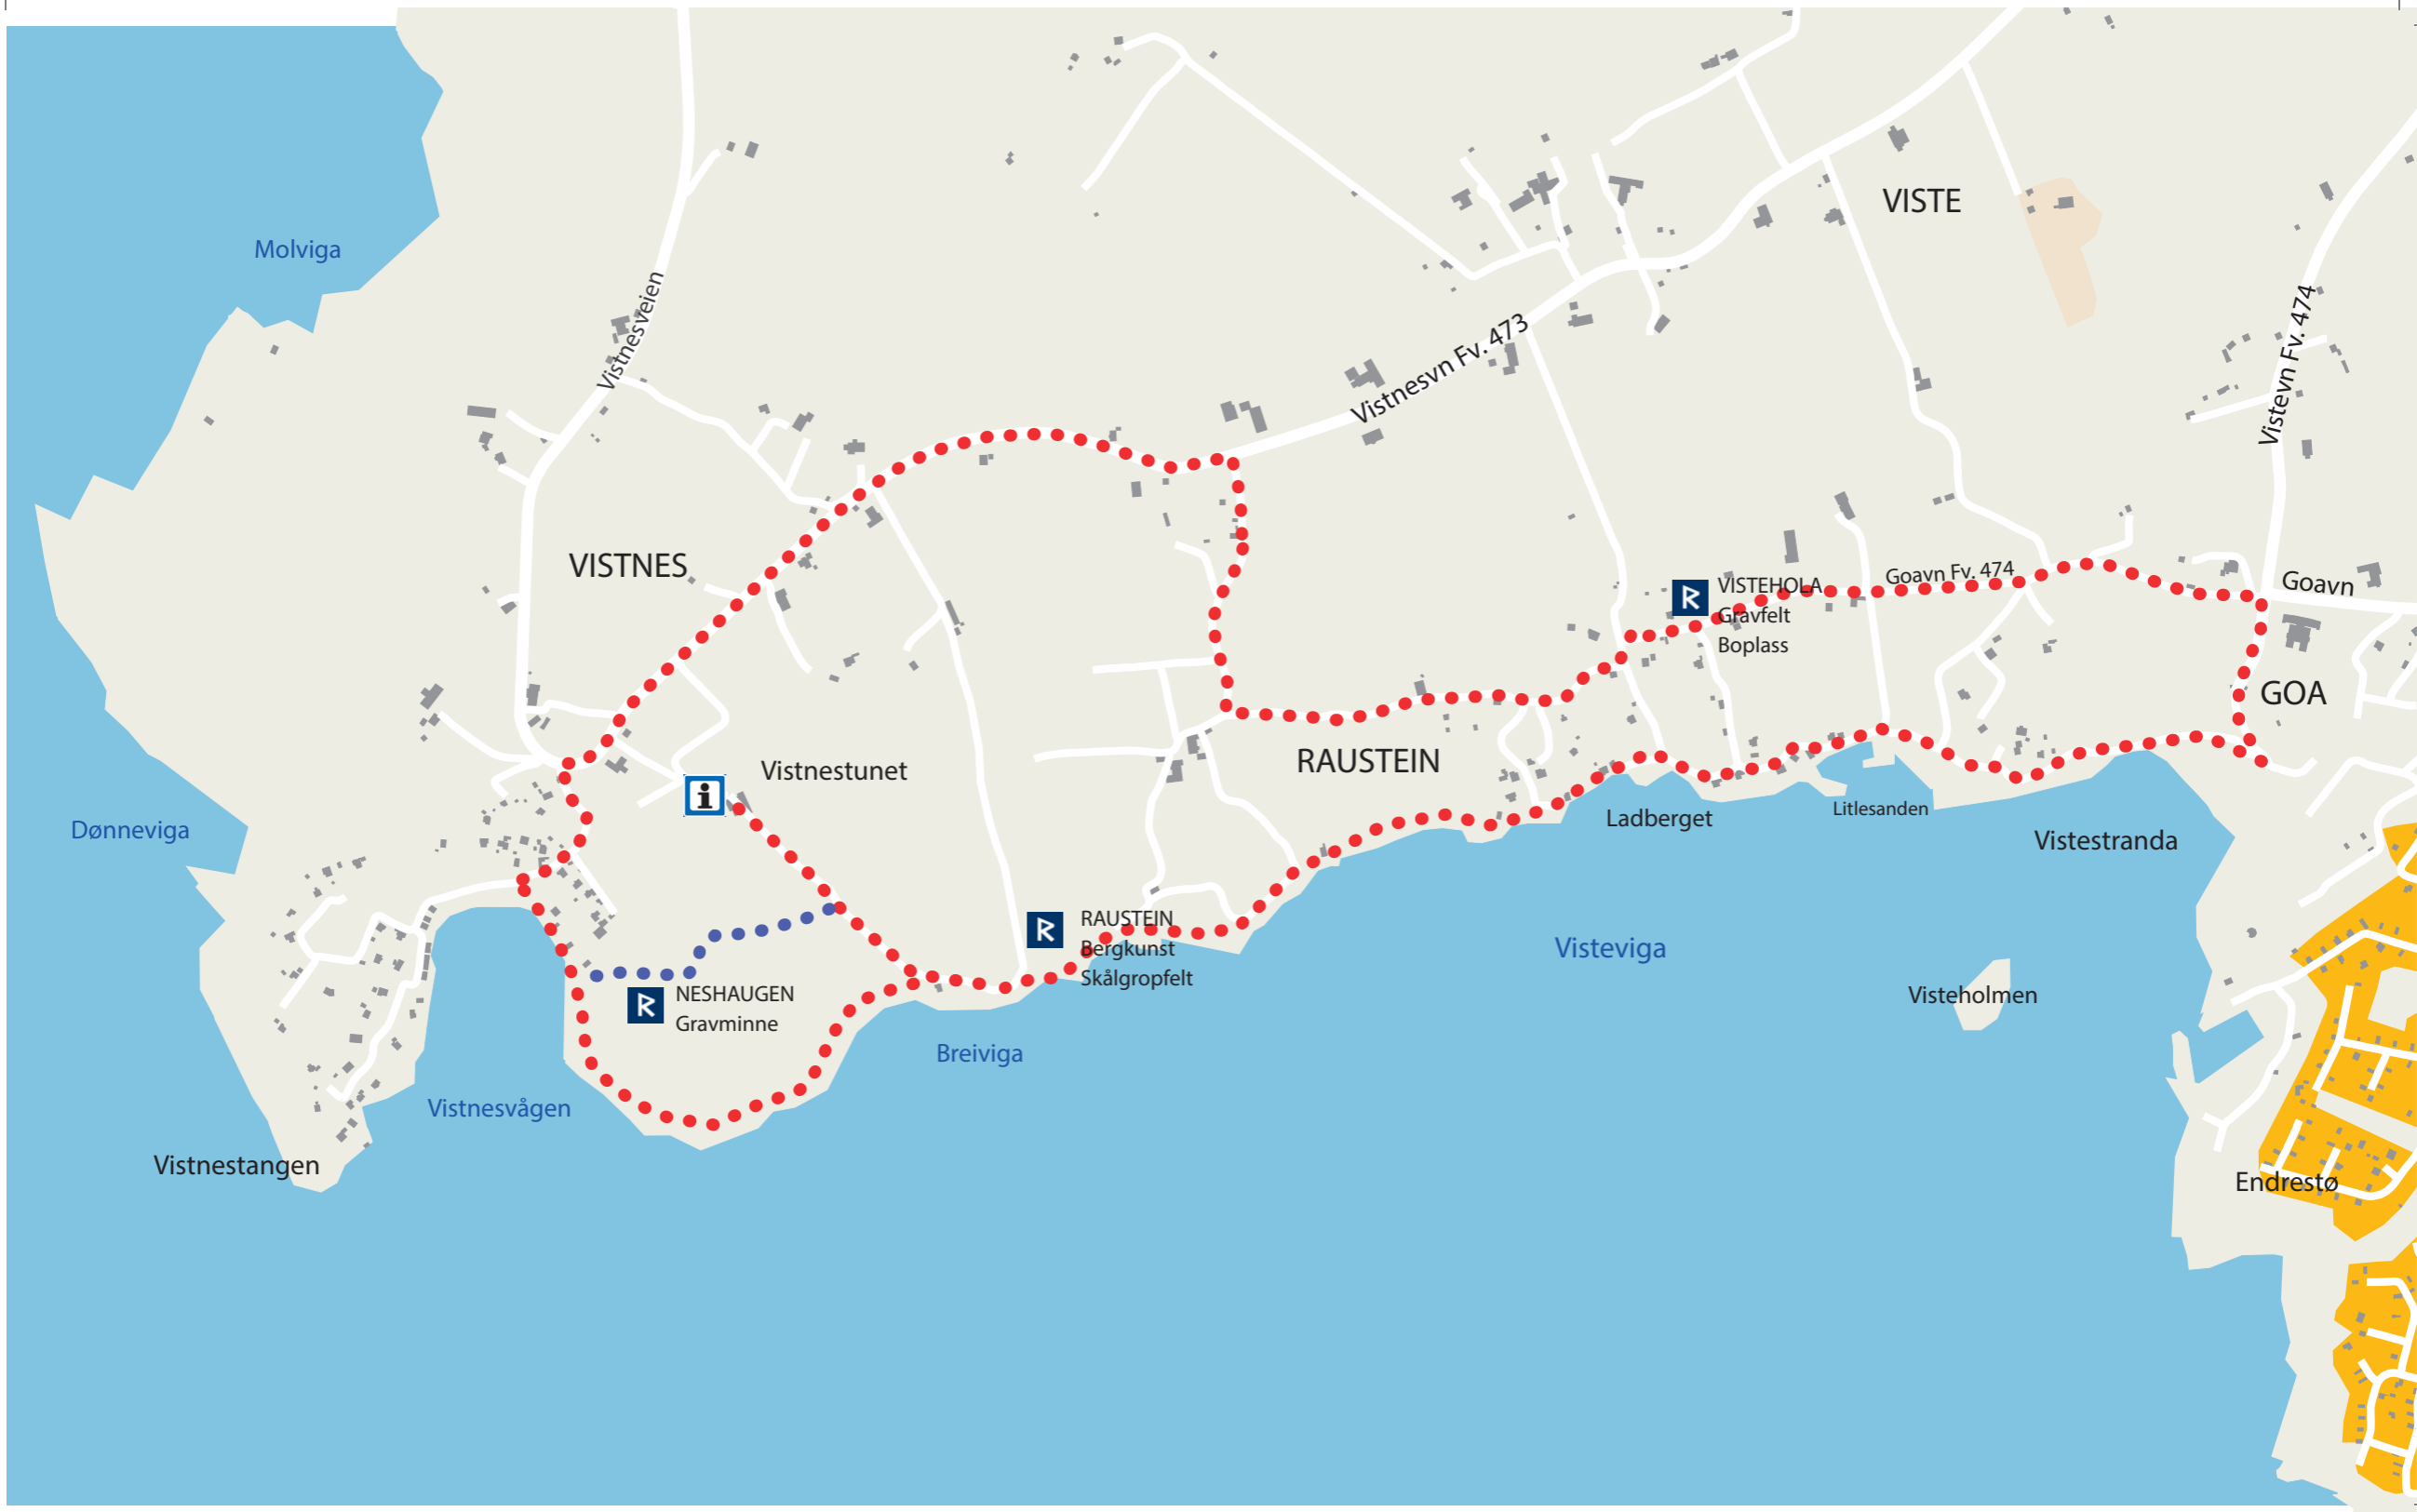 VISTE
Molviga
Vistnesveien
Vistnesvn Fv. 473
Vistevn Fv. 474
VISTNES
VISTEHOLA
Gravfelt
Boplass
Goavn Fv. 474
Goavn
GOA
RAUSTEIN
Vistnestunet
i
Ladberget
Litlesanden
Vistestranda
Dønneviga
R
RAUSTEIN
Bergkunst
Skålgropfelt
Visteviga
Visteholmen
R
NESHAUGEN
Gravminne
Breiviga
Vistnesvågen
Vistnestangen
Endrestø
R